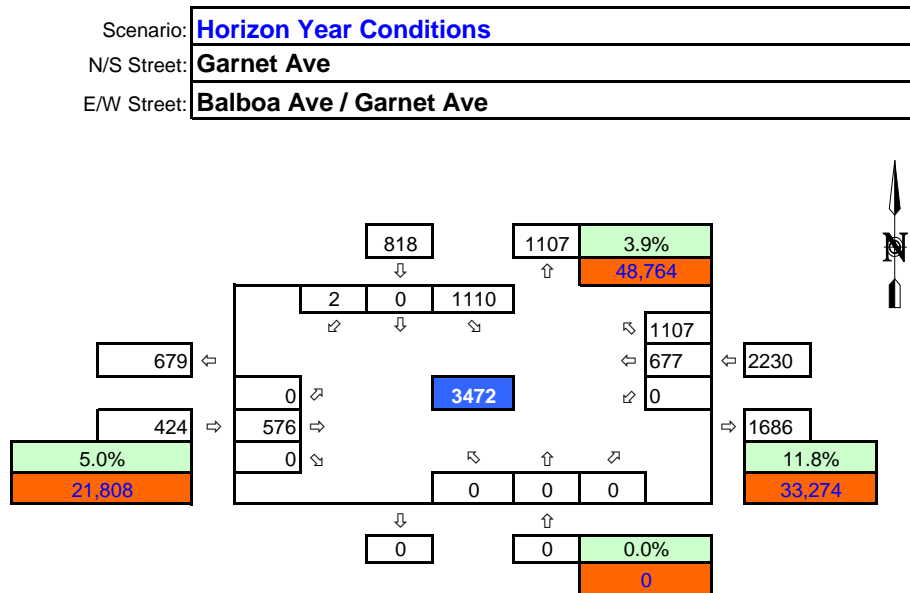 Scenario: Horizon Year Conditions
N/S Street: Garnet Ave
E/W Street: Balboa Ave / Garnet Ave
N
818 1107 3.9%
⇩ ⇧ 48,764
2 0 1110
⬃ ⇩ ⬂ ⬁ 1107
679 ⇦ ⇦ 677 ⇦ 2230
0 ⬀ 3472 ⬃ 0
424 ⇨ 576 ⇨ ⇨ 1686
5.0% 0 ⬂ ⬁ ⇧ ⬀ 11.8%
21,808 0 0 0 33,274
⇩ ⇧
0 0 0.0%
0